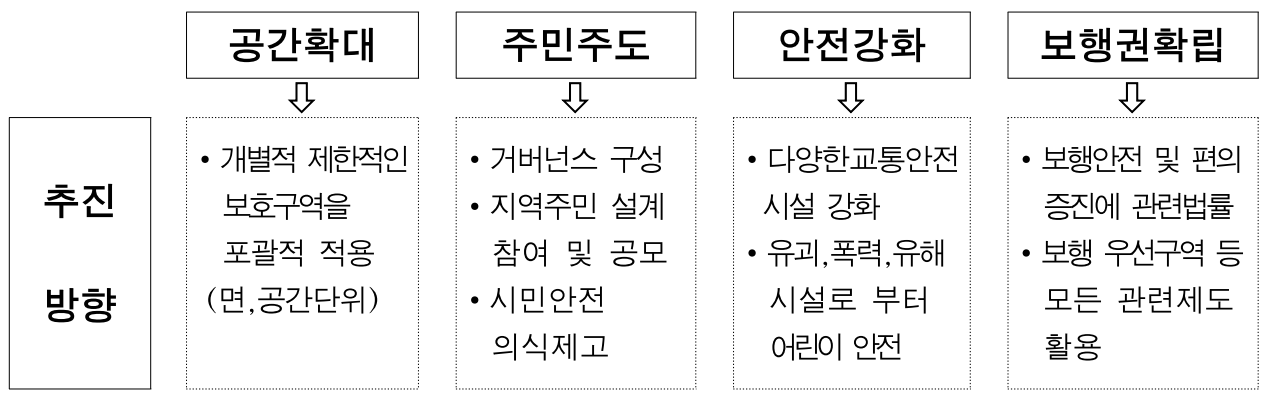 공간확대
주민주도
안전강화
보행권확립
추진
방향
• 개별적 제한적인
보호구역을
포괄적 적용
(면,공간단위)
• 거버넌스 구성
• 지역주민 설계
참여 및 공모
• 시민안전
의식제고
• 다양한교통안전
시설 강화
• 유괴,폭력,유해
시설로 부터
어린이 안전
• 보행안전 및 편의
증진에 관련법률
• 보행 우선구역 등
모든 관련제도
활용